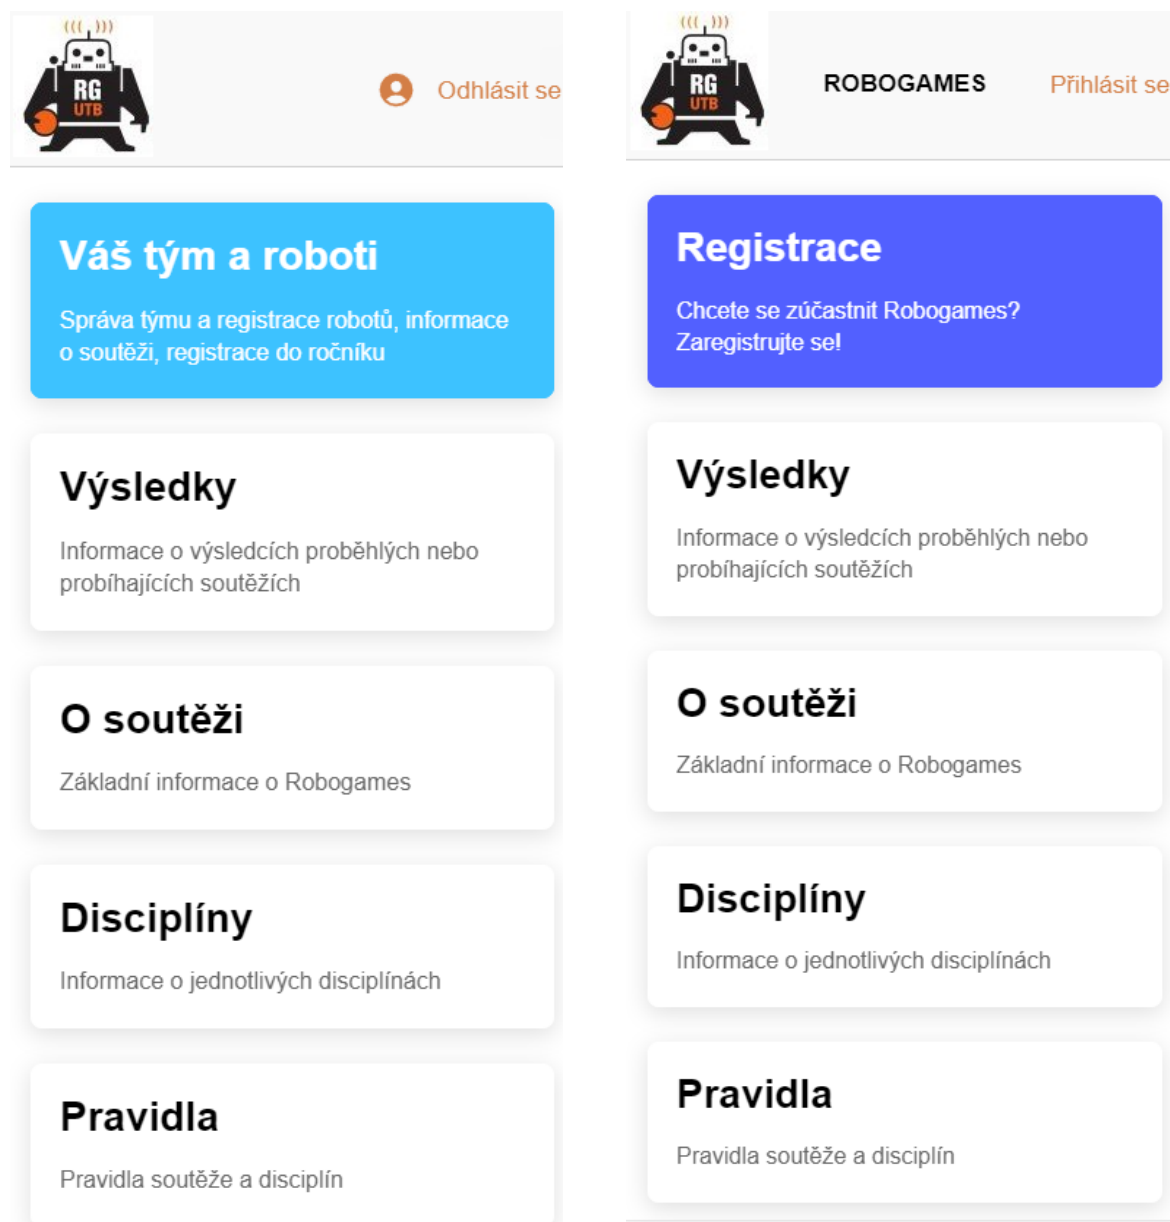 RG
UTB
Odhlásit se
Váš tým a roboti
Správa týmu a registrace robotů, informace
o soutěži, registrace do ročníku
Výsledky
Informace o výsledcích proběhlých nebo
probíhajících soutěžích
O soutěži
Základní informace o Robogames
Disciplíny
Informace o jednotlivých disciplínách
Pravidla
Pravidla soutěže a disciplín
RG
UTB
ROBOGAMES
Přihlásit se
Registrace
Chcete se zúčastnit Robogames?
Zaregistrujte se!
Výsledky
Informace o výsledcích proběhlých nebo
probíhajících soutěžích
O soutěži
Základní informace o Robogames
Disciplíny
Informace o jednotlivých disciplínách
Pravidla
Pravidla soutěže a disciplín